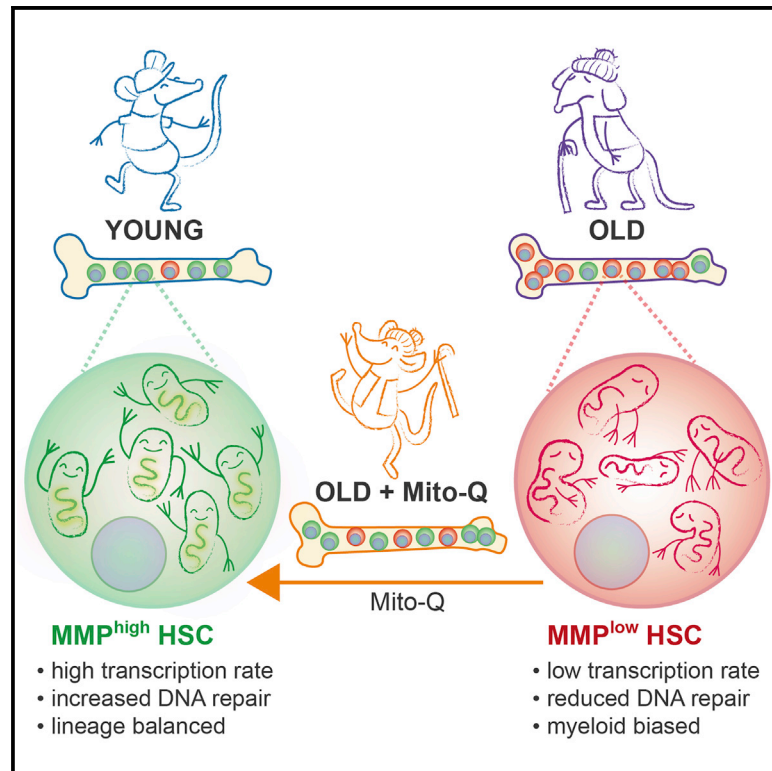 YOUNG
OLD
OLD + Mito-Q
Mito-Q
MMPhigh HSC
• high transcription rate
• increased DNA repair
• lineage balanced
MMPlow HSC
• low transcription rate
• reduced DNA repair
• myeloid biased